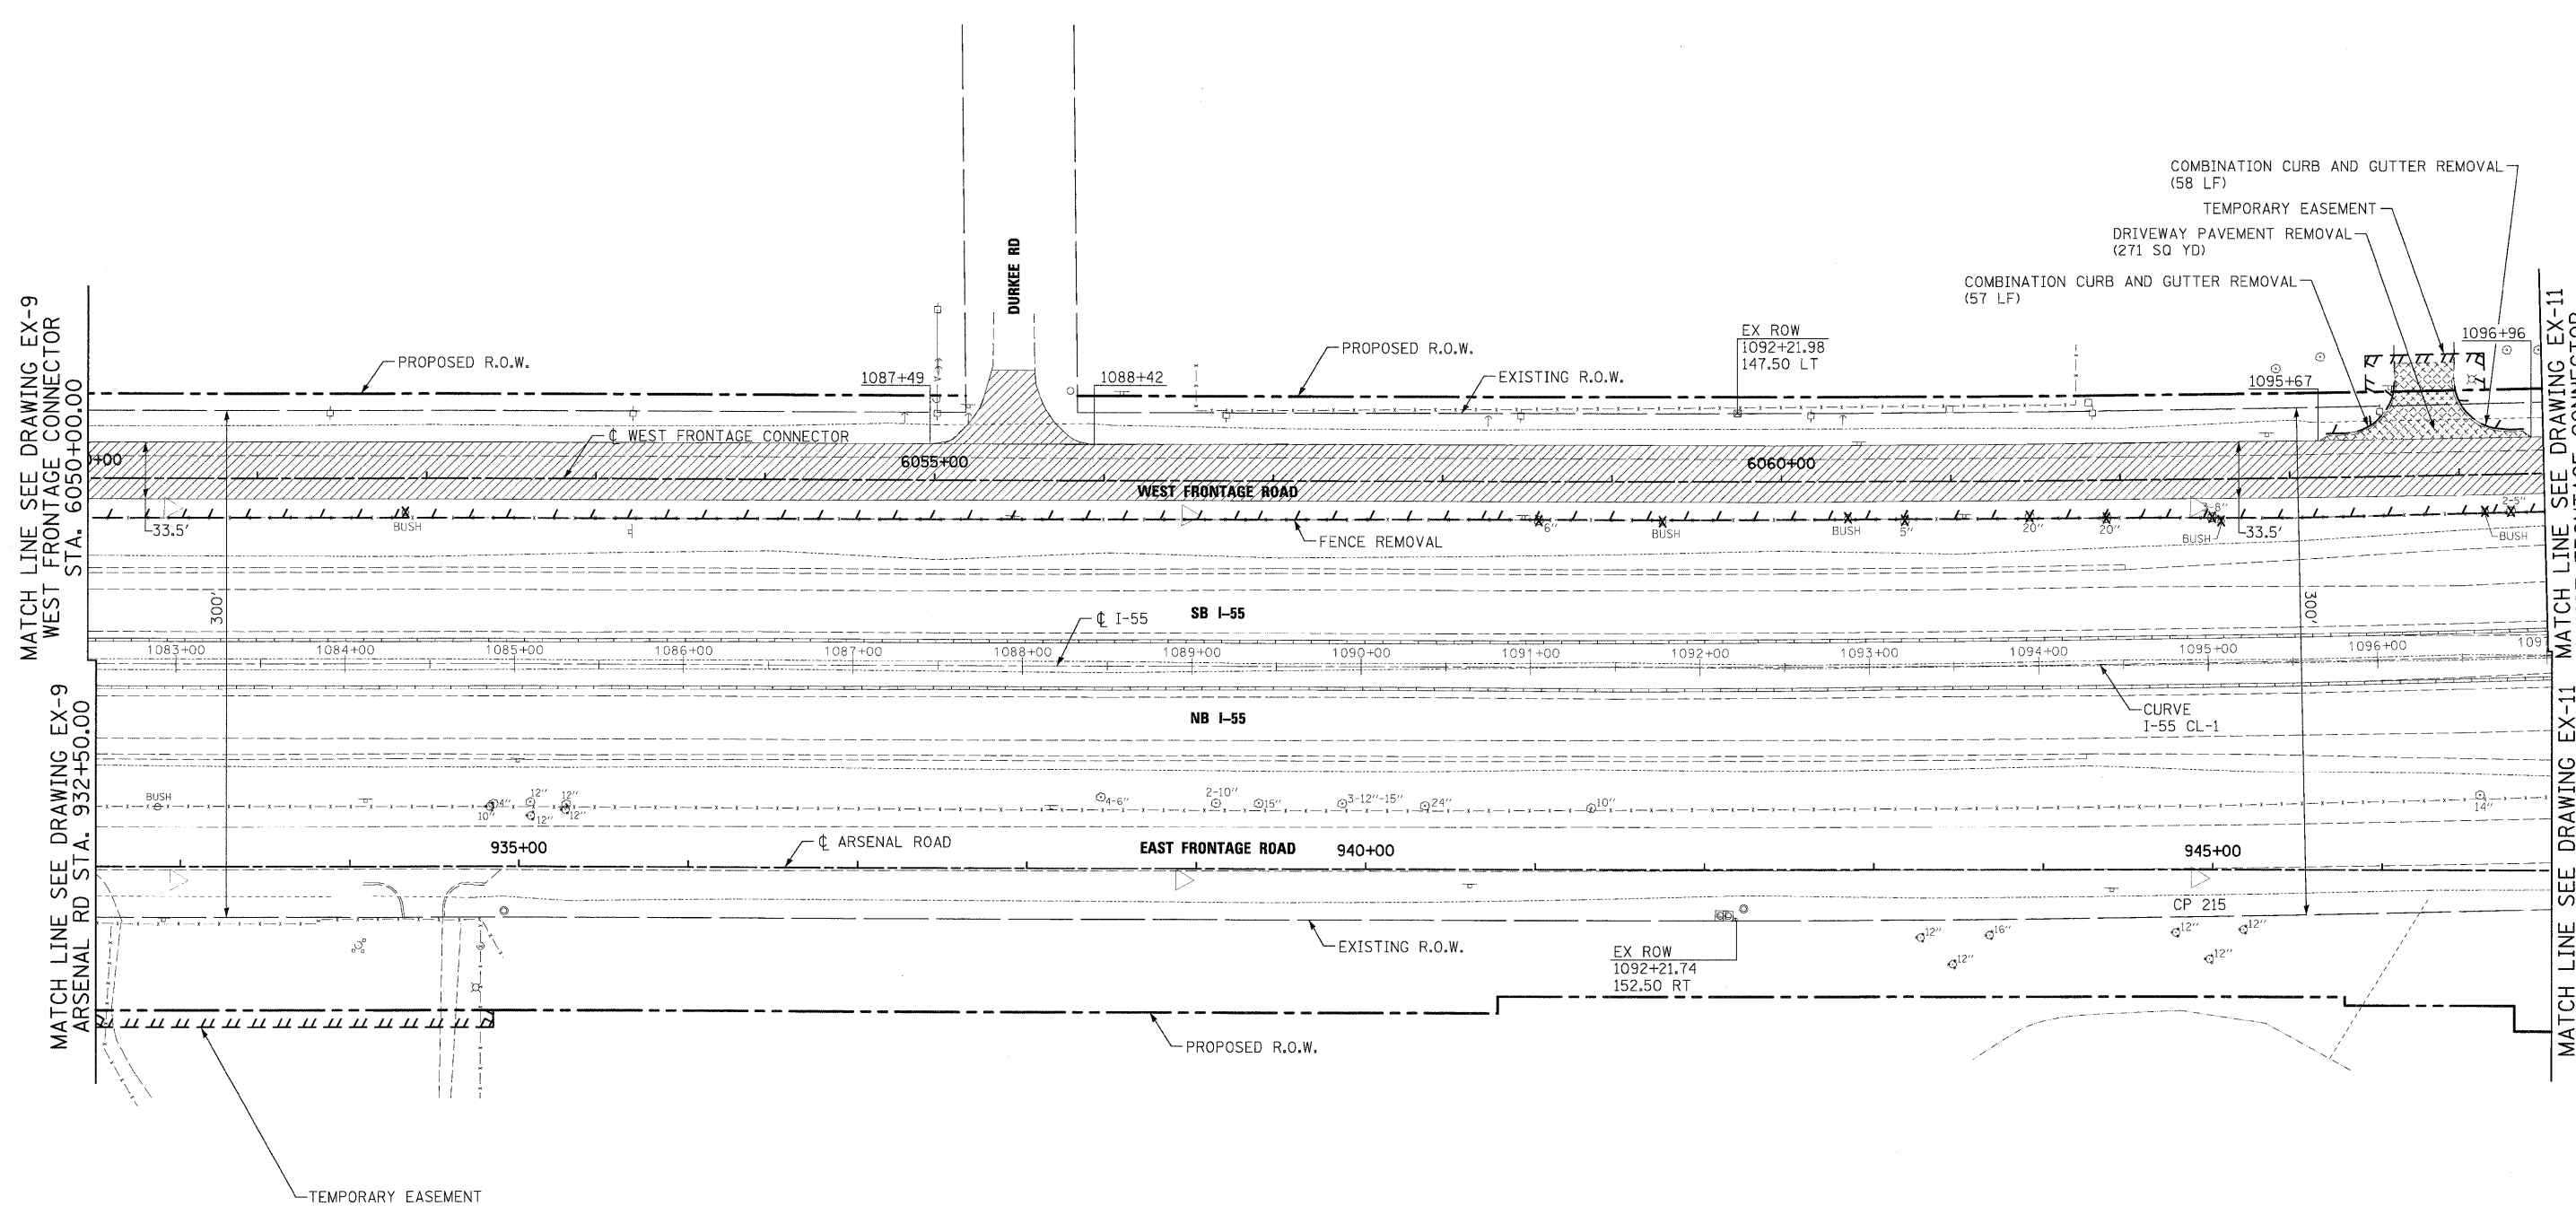 COMBINATION CURB AND GUTTER REMOVAL
(58 LF)
TEMPORARY EASEMENT
DRIVEWAY PAVEMENT REMOVAL
(271 SQ YD)
COMBINATION CURB AND GUTTER REMOVAL
(57 LF)
MATCH LINE SEE DRAWING EX-9
WEST FRONTAGE CONNECTOR
STA. 6050+00.00
DURKEE RD
PROPOSED R.O.W.
1087+49
1088+42
PROPOSED R.O.W.
EXISTING R.O.W.
EX ROW
1092+21.98
147.50 LT
1095+67
1096+96
MATCH LINE SEE DRAWING EX-11
℄ WEST FRONTAGE CONNECTOR
+00
6055+00
6060+00
WEST FRONTAGE ROAD
33.5'
BUSH
FENCE REMOVAL
6"
BUSH
BUSH
5"
20"
20"
3-8"
BUSH
33.5'
2-5"
BUSH
300'
SB I-55
℄ I-55
300'
1083+00
1084+00
1085+00
1086+00
1087+00
1088+00
1089+00
1090+00
1091+00
1092+00
1093+00
1094+00
1095+00
1096+00
1097
NB I-55
CURVE
I-55 CL-1
MATCH LINE SEE DRAWING EX-9
ARSENAL RD STA. 932+50.00
MATCH LINE SEE DRAWING EX-11
BUSH
4"
10"
12"
12"
12"
12"
4-6"
2-10"
15"
3-12"-15"
24"
10"
14"
℄ ARSENAL ROAD
935+00
EAST FRONTAGE ROAD
940+00
945+00
CP 215
EXISTING R.O.W.
EX ROW
1092+21.74
152.50 RT
12"
16"
12"
12"
12"
12"
PROPOSED R.O.W.
TEMPORARY EASEMENT